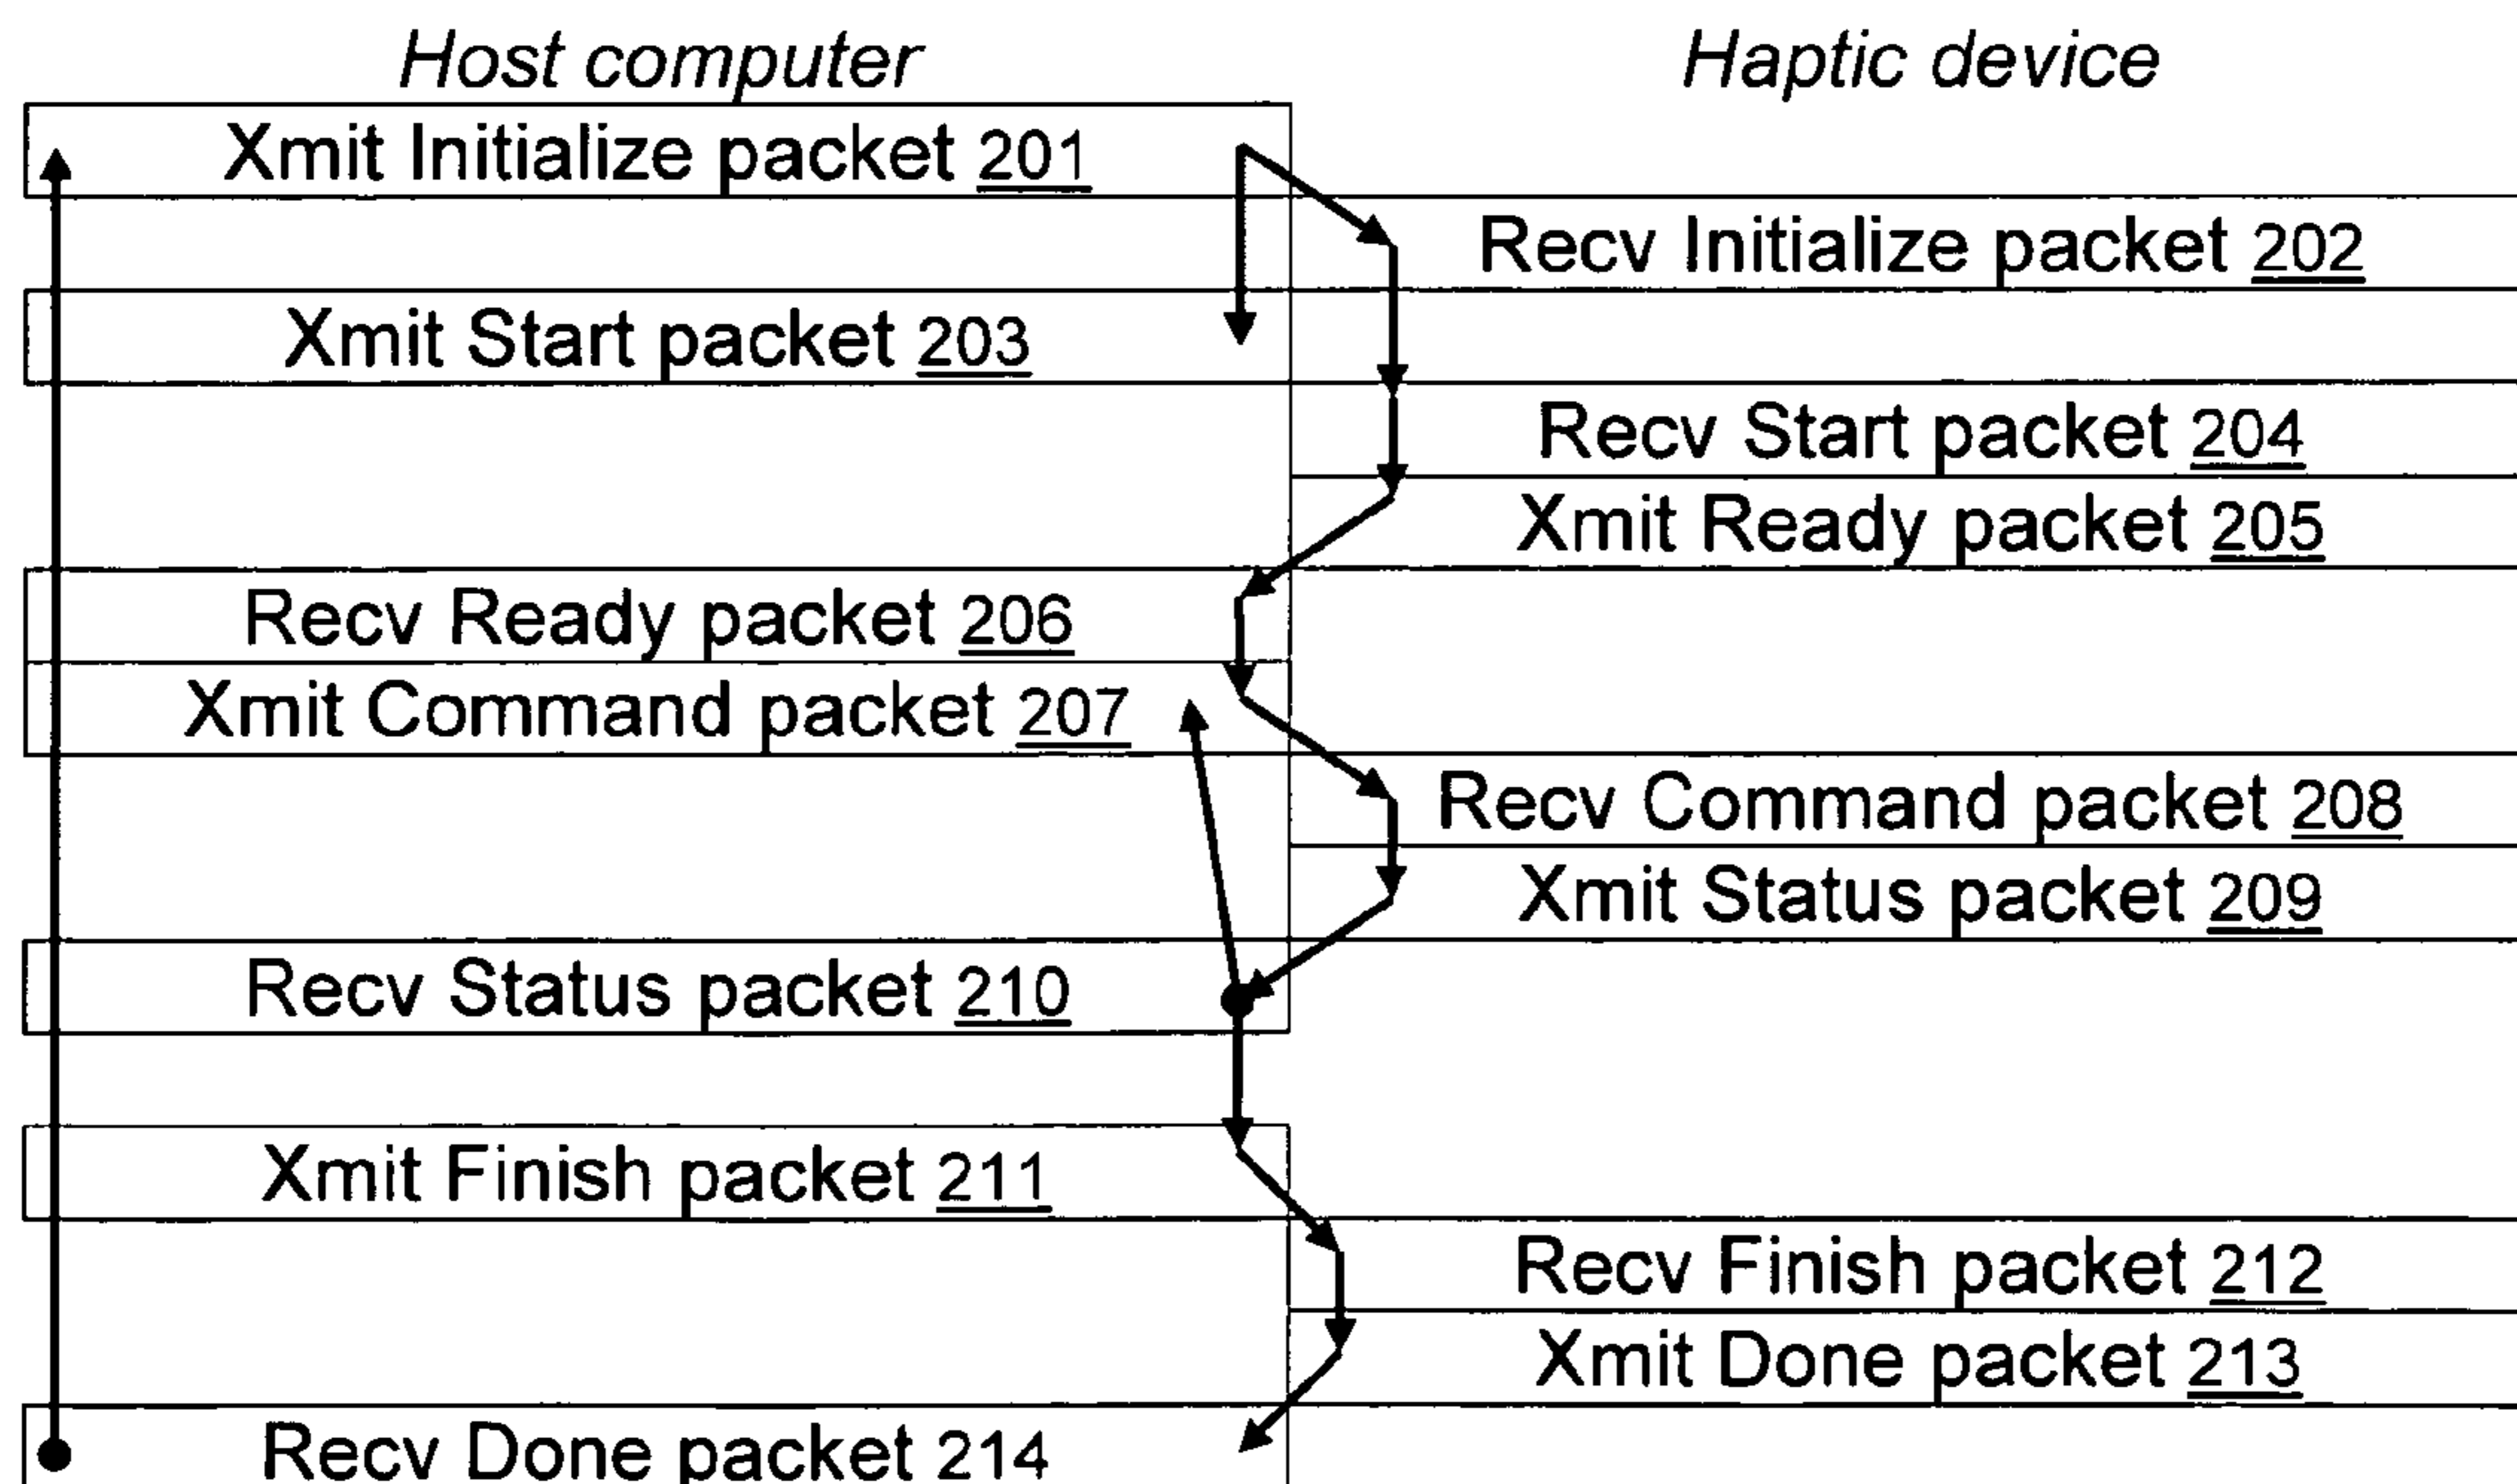 Host computer
Haptic device
Xmit Initialize packet 201
Recv Initialize packet 202
Xmit Start packet 203
Recv Start packet 204
Xmit Ready packet 205
Recv Ready packet 206
Xmit Command packet 207
Recv Command packet 208
Xmit Status packet 209
Recv Status packet 210
Xmit Finish packet 211
Recv Finish packet 212
Xmit Done packet 213
Recv Done packet 214